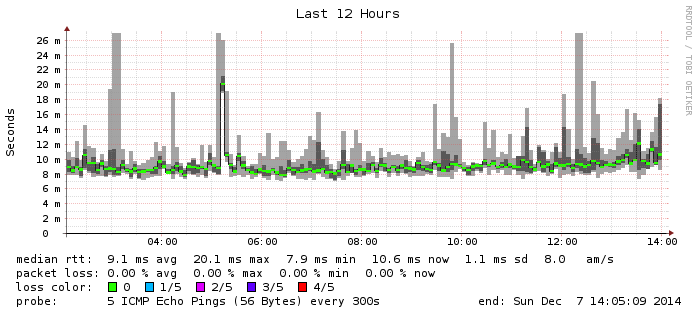 Last 12 Hours
RRDTOOL / TOBI OETIKER
Seconds
26 m
24 m
22 m
20 m
18 m
16 m
14 m
12 m
10 m
8 m
6 m
4 m
2 m
0
04:00 06:00 08:00 10:00 12:00 14:00
median rtt: 9.1 ms avg 20.1 ms max 7.9 ms min 10.6 ms now 1.1 ms sd 8.0 am/s
packet loss: 0.00 % avg 0.00 % max 0.00 % min 0.00 % now
loss color: 0 1/5 2/5 3/5 4/5
probe: 5 ICMP Echo Pings (56 Bytes) every 300s end: Sun Dec 7 14:05:09 2014